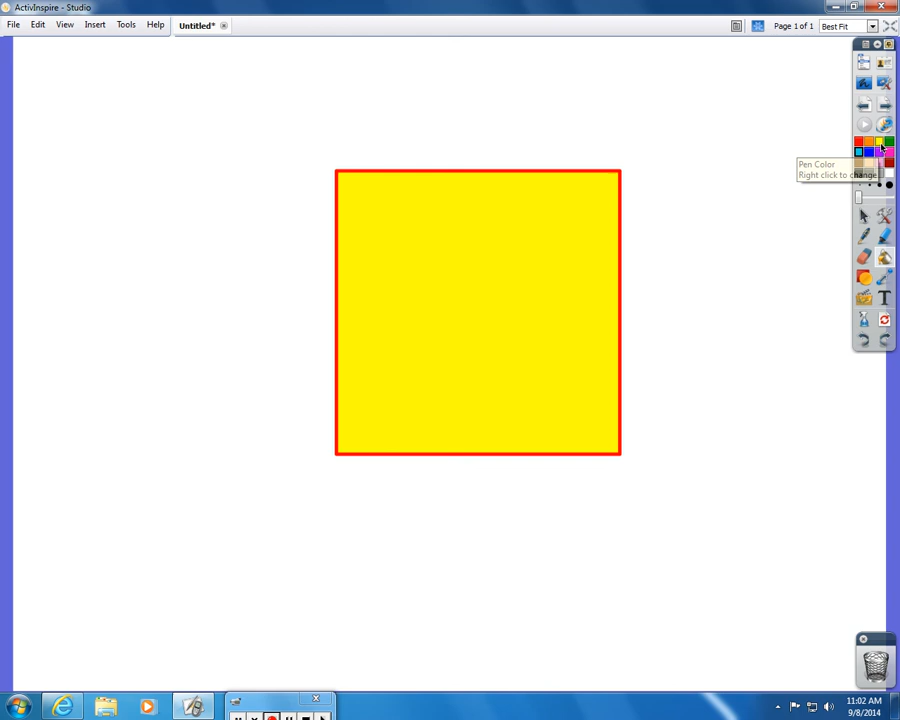 ActivInspire - Studio
File Edit View Insert Tools Help Untitled* Page 1 of 1 Best Fit
Pen Color
Right click to change
T
11:02 AM
9/8/2014